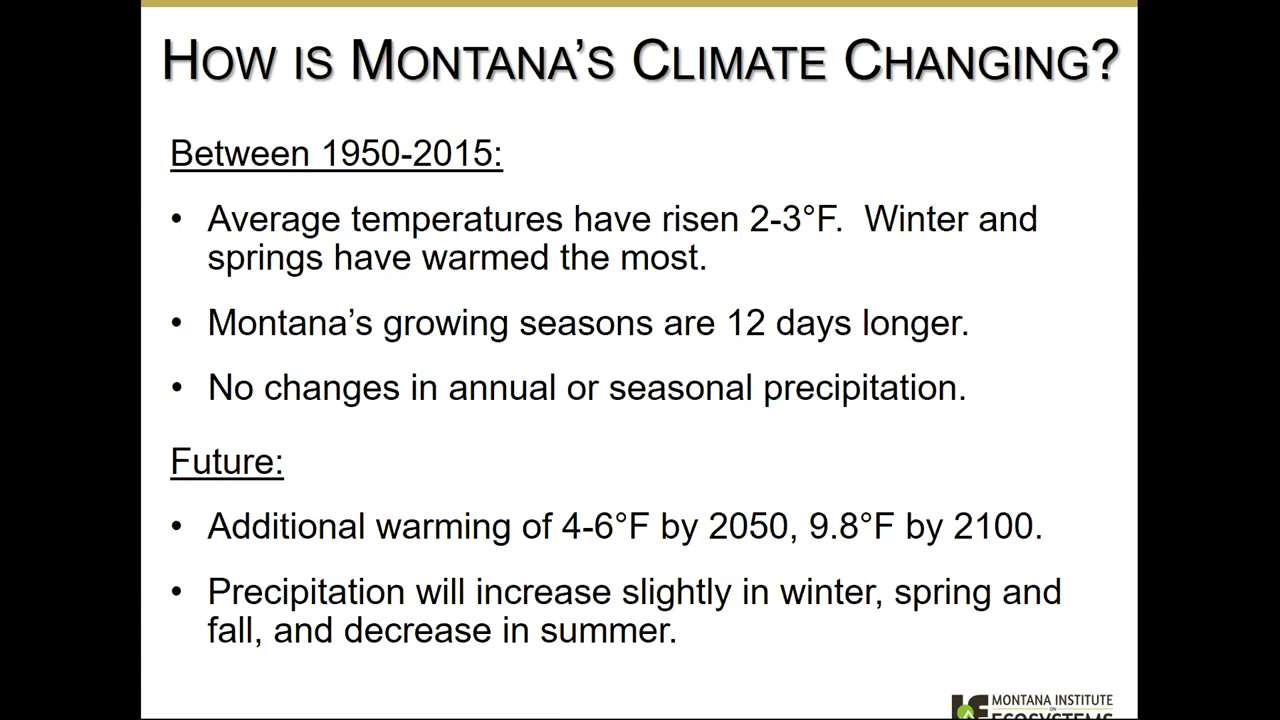 HOW IS MONTANA'S CLIMATE CHANGING?
Between 1950-2015:
• Average temperatures have risen 2-3°F.  Winter and
springs have warmed the most.
• Montana's growing seasons are 12 days longer.
• No changes in annual or seasonal precipitation.
Future:
• Additional warming of 4-6°F by 2050, 9.8°F by 2100.
• Precipitation will increase slightly in winter, spring and
fall, and decrease in summer.
MONTANA INSTITUTE
ON
ECOSYSTEMS